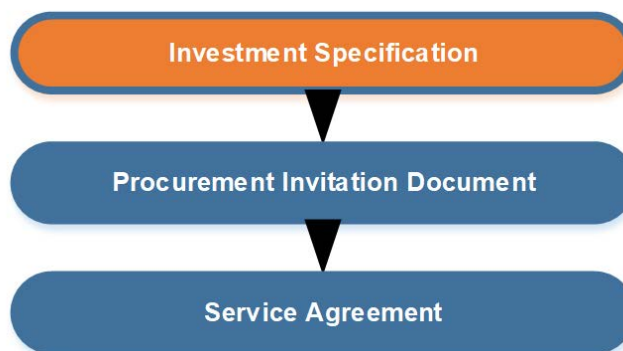 Investment Specification
Procurement Invitation Document
Service Agreement